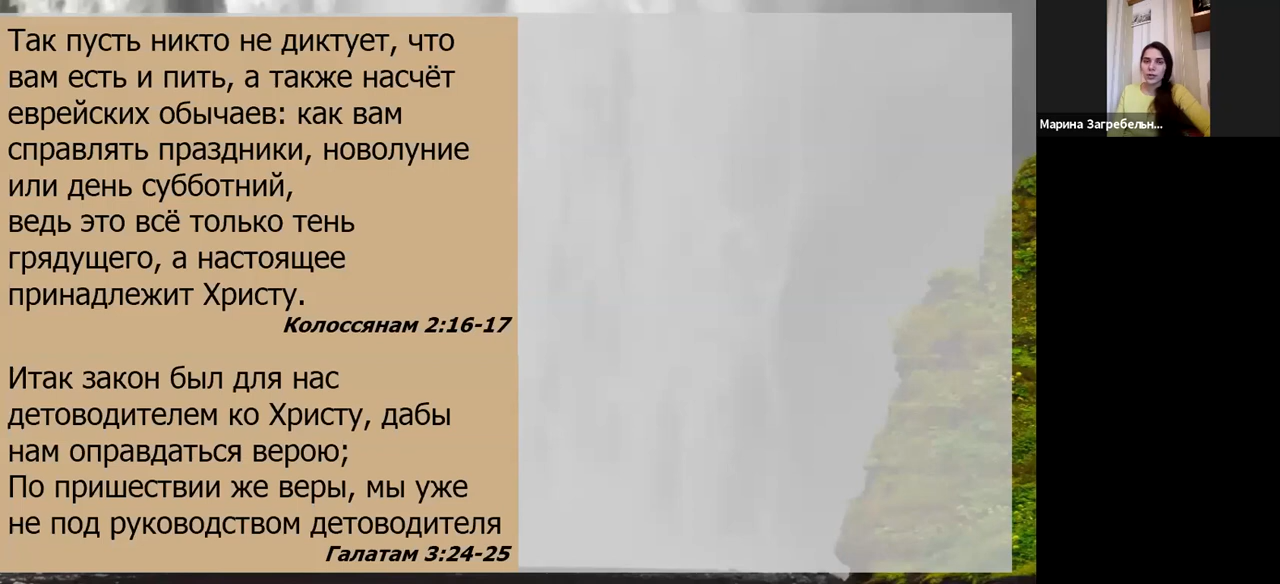 Так пусть никто не диктует, что
вам есть и пить, а также насчёт
еврейских обычаев: как вам
справлять праздники, новолуние
или день субботний,
ведь это всё только тень
грядущего, а настоящее
принадлежит Христу.
Колоссянам 2:16-17
Итак закон был для нас
детоводителем ко Христу, дабы
нам оправдаться верою;
По пришествии же веры, мы уже
не под руководством детоводителя
Галатам 3:24-25
Марина Загребельн...